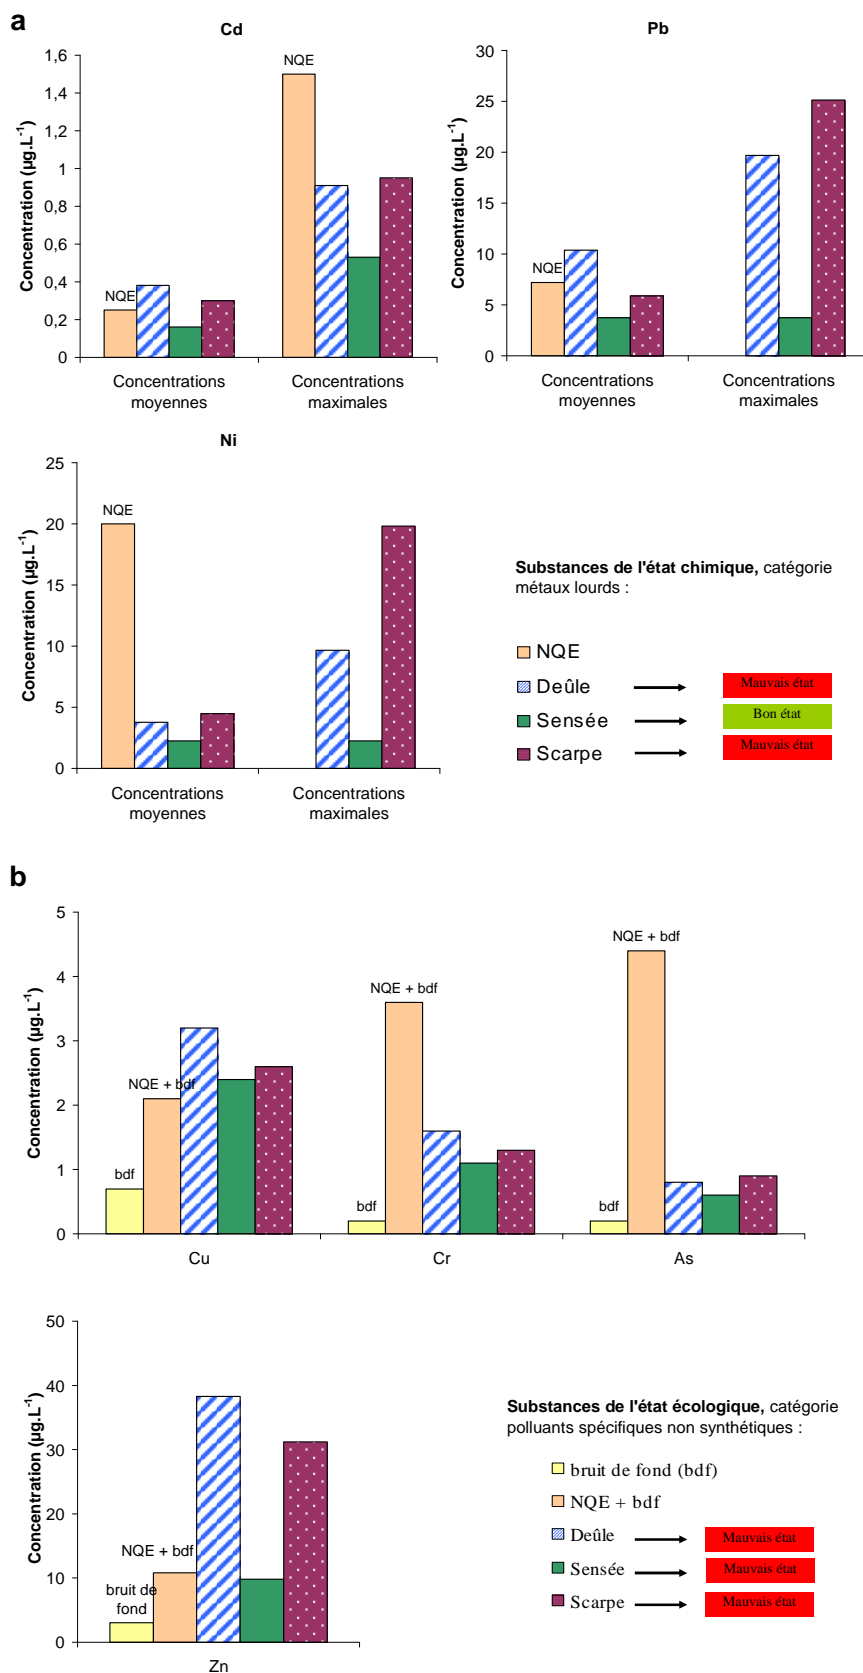 a
Cd
1,6
1,4
1,2
1
0,8
0,6
0,4
0,2
0
Concentration (µg.L-1)
NQE
NQE
Concentrations moyennes
Concentrations maximales
Pb
30
25
20
15
10
5
0
Concentration (µg.L-1)
NQE
Concentrations moyennes
Concentrations maximales
Ni
25
20
15
10
5
0
Concentration (µg.L-1)
NQE
Concentrations moyennes
Concentrations maximales
Substances de l'état chimique, catégorie
métaux lourds :
NQE
Deûle Mauvais état
Sensée Bon état
Scarpe Mauvais état
b
5
4
3
2
1
0
Concentration (µg.L-1)
bdf
NQE + bdf
bdf
NQE + bdf
bdf
NQE + bdf
Cu
Cr
As
50
40
30
20
10
0
Concentration (µg.L-1)
bruit de
fond
NQE + bdf
Zn
Substances de l'état écologique, catégorie
polluants spécifiques non synthétiques :
bruit de fond (bdf)
NQE + bdf
Deûle Mauvais état
Sensée Mauvais état
Scarpe Mauvais état